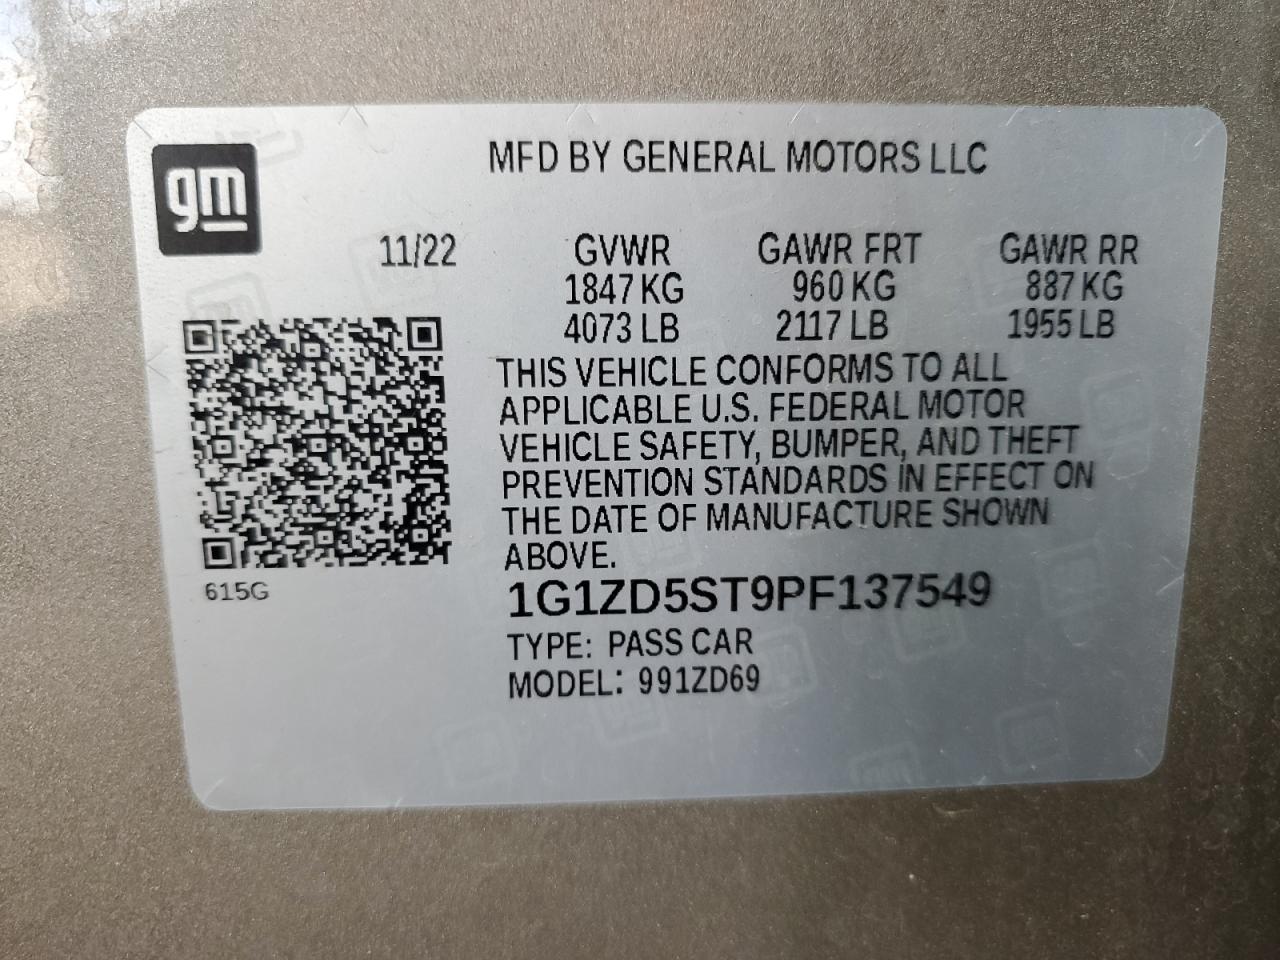 gm
MFD BY GENERAL MOTORS LLC
11/22 GVWR GAWR FRT GAWR RR
1847 KG 960 KG 887 KG
4073 LB 2117 LB 1955 LB
THIS VEHICLE CONFORMS TO ALL
APPLICABLE U.S. FEDERAL MOTOR
VEHICLE SAFETY, BUMPER, AND THEFT
PREVENTION STANDARDS IN EFFECT ON
THE DATE OF MANUFACTURE SHOWN
ABOVE.
615G
1G1ZD5ST9PF137549
TYPE: PASS CAR
MODEL: 991ZD69